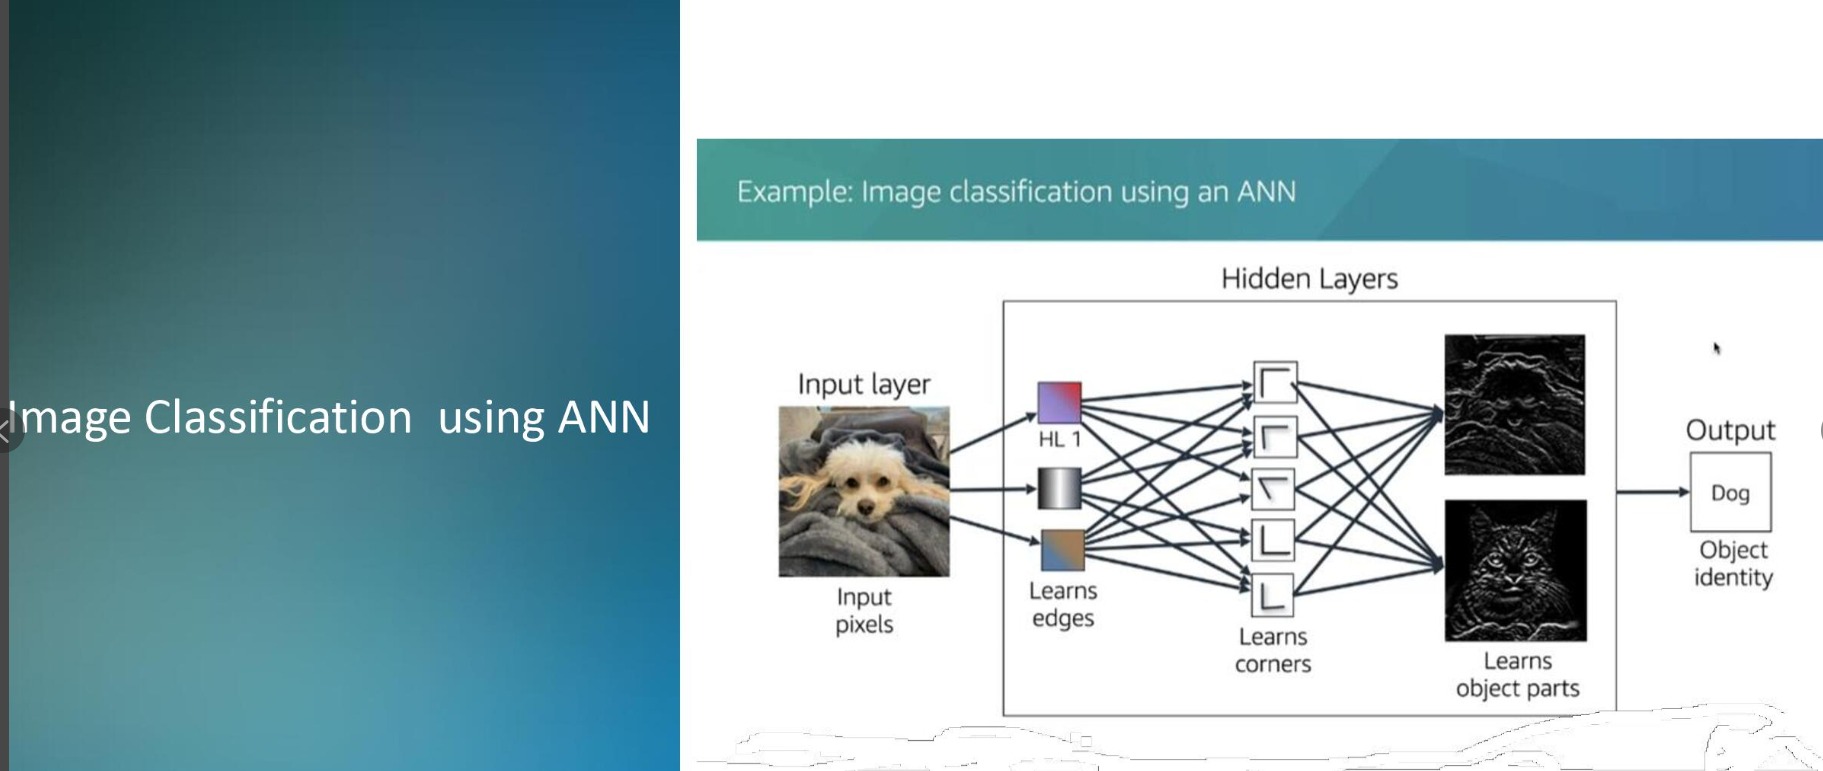 Image Classification  using ANN
Example: Image classification using an ANN
Hidden Layers
Input layer
HL 1
Input
pixels
Learns
edges
Learns
corners
Learns
object parts
Output
Dog
Object
identity